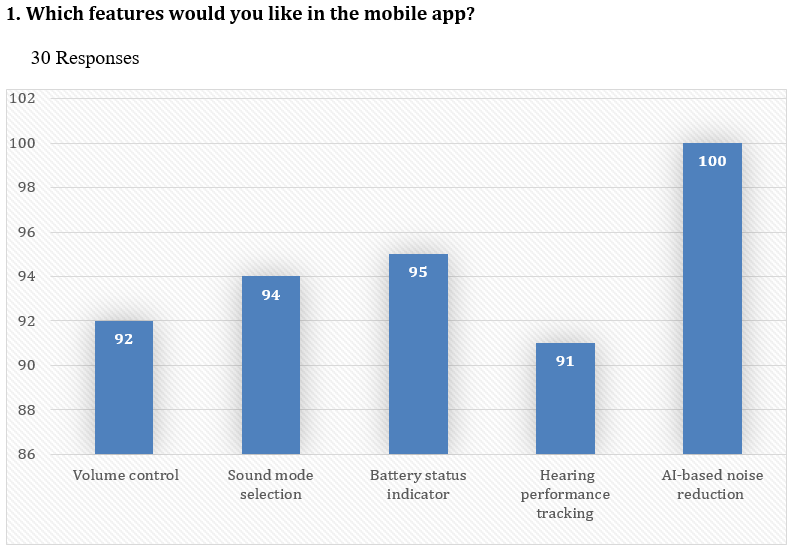 1. Which features would you like in the mobile app?
30 Responses
102
100
98
96
94
92
90
88
86
92
94
95
91
100
Volume control
Sound mode
selection
Battery status
indicator
Hearing
performance
tracking
AI-based noise
reduction